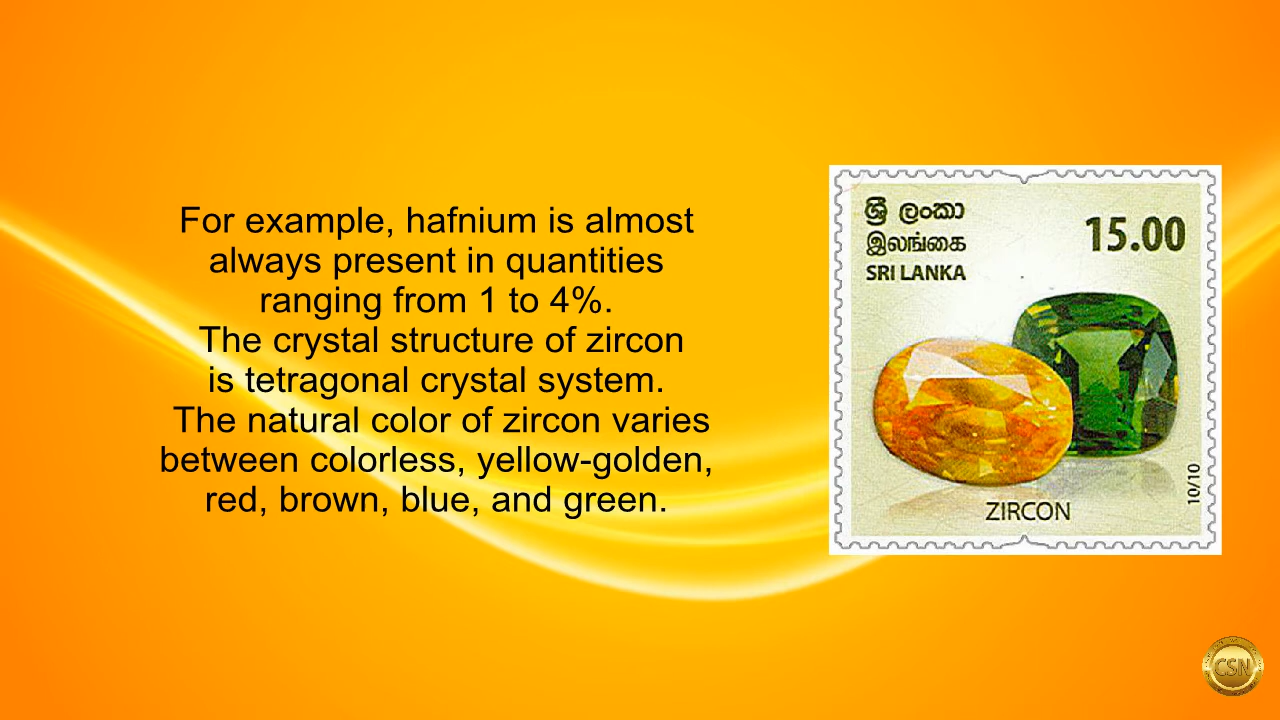 For example, hafnium is almost
always present in quantities
ranging from 1 to 4%.
The crystal structure of zircon
is tetragonal crystal system.
The natural color of zircon varies
between colorless, yellow-golden,
red, brown, blue, and green.
ශ්‍රී ලංකා
இலங்கை
SRI LANKA
15.00
10/10
ZIRCON
CSN